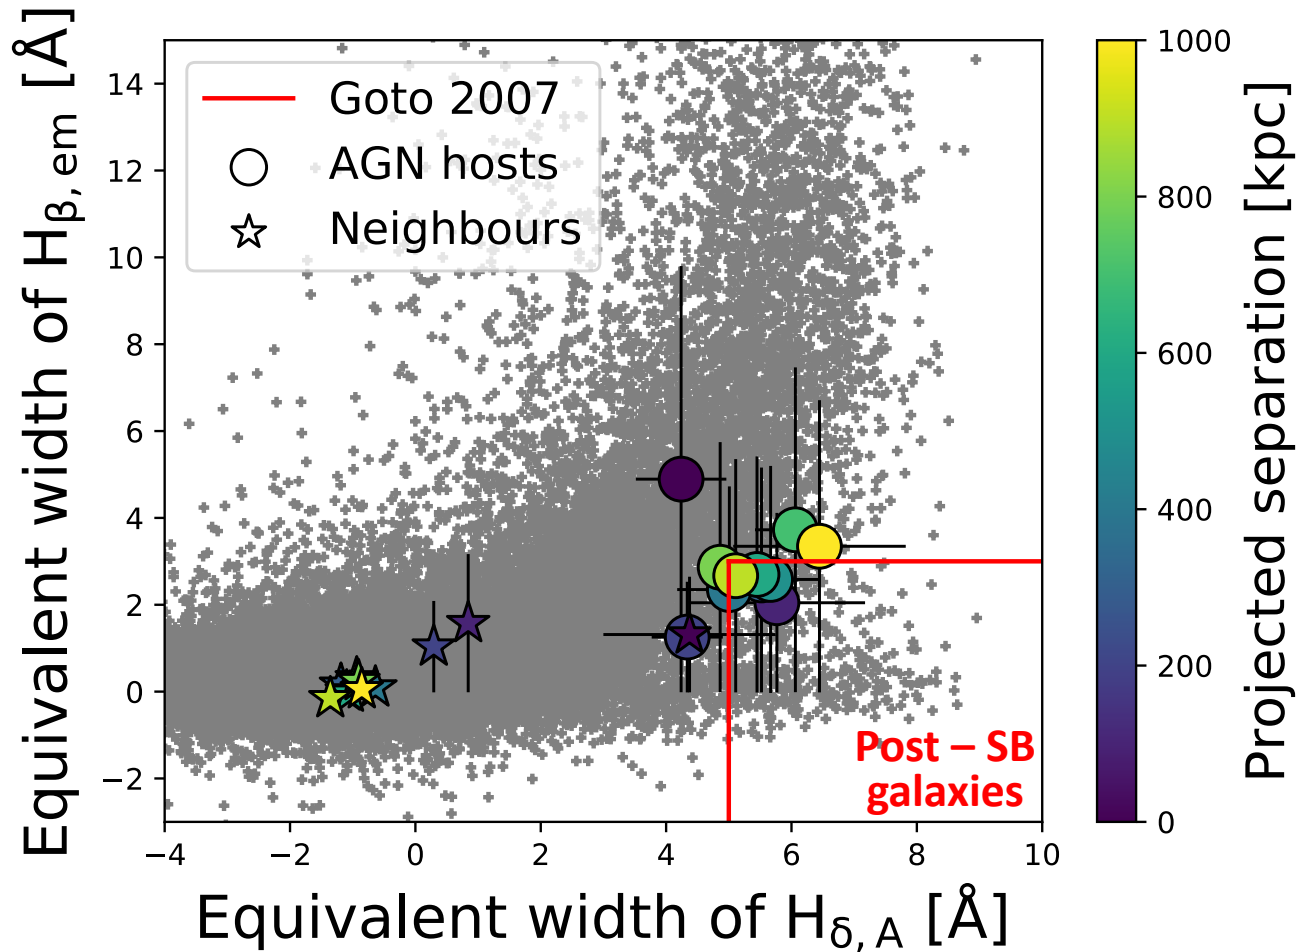 Equivalent width of Hβ, em [Å]
14
12
10
8
6
4
2
0
−2
Goto 2007
AGN hosts
Neighbours
Post – SB
galaxies
−4 −2 0 2 4 6 8 10
Equivalent width of Hδ, A [Å]
1000
800
600
400
200
0
Projected separation [kpc]